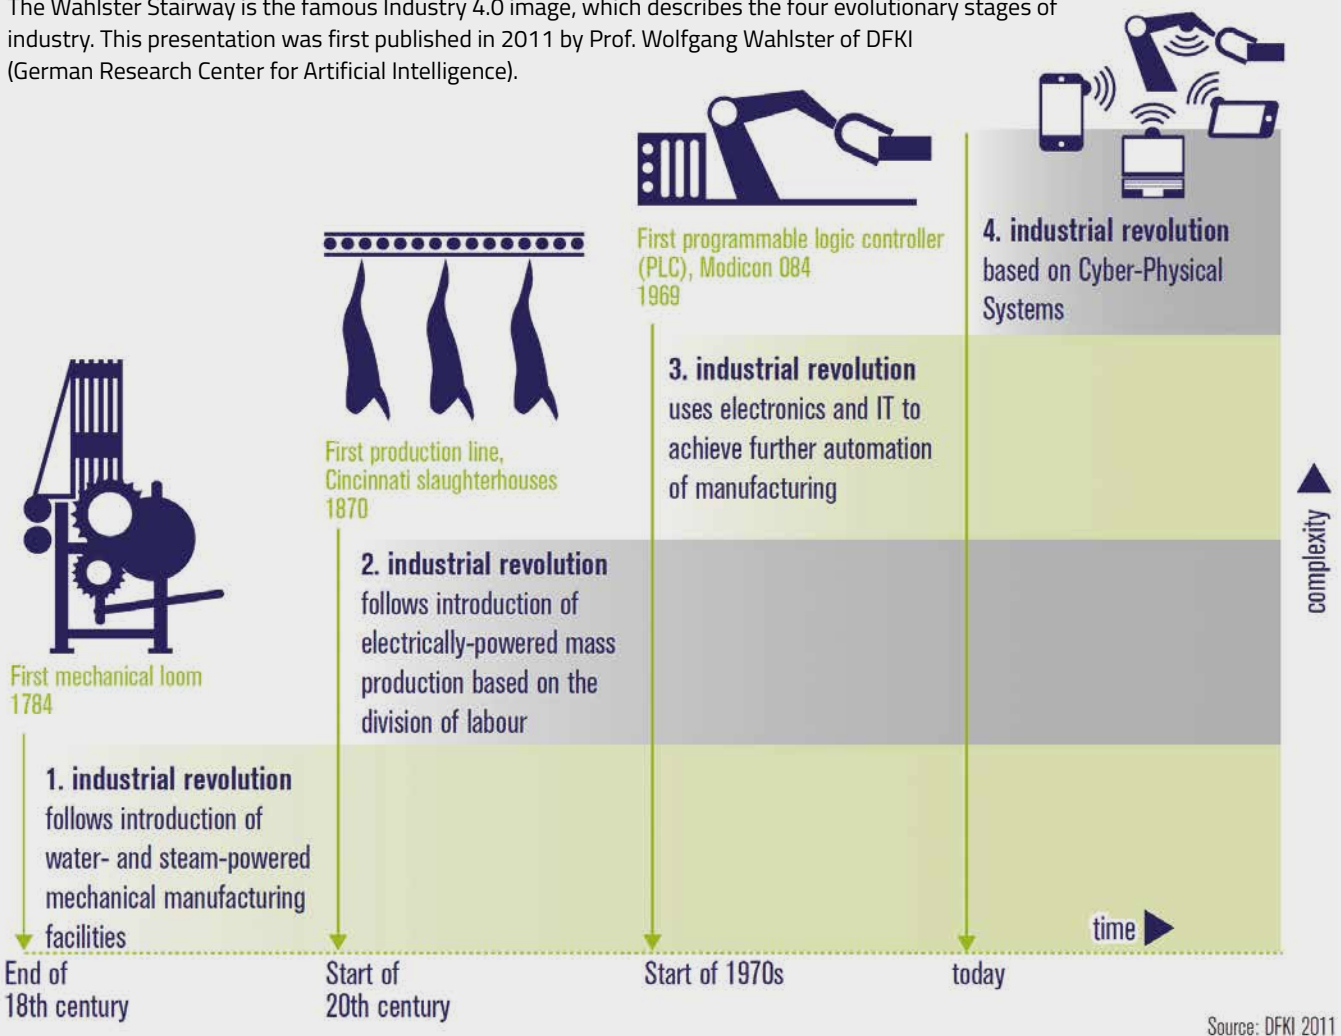 The Wahlster Stairway is the famous Industry 4.0 image, which describes the four evolutionary stages of
industry. This presentation was first published in 2011 by Prof. Wolfgang Wahlster of DFKI
(German Research Center for Artificial Intelligence).
First mechanical loom
1784
1. industrial revolution
follows introduction of
water- and steam-powered
mechanical manufacturing
facilities
End of
18th century
First production line,
Cincinnati slaughterhouses
1870
2. industrial revolution
follows introduction of
electrically-powered mass
production based on the
division of labour
Start of
20th century
First programmable logic controller
(PLC), Modicon 084
1969
3. industrial revolution
uses electronics and IT to
achieve further automation
of manufacturing
Start of 1970s
4. industrial revolution
based on Cyber-Physical
Systems
today
time
complexity
Source: DFKI 2011